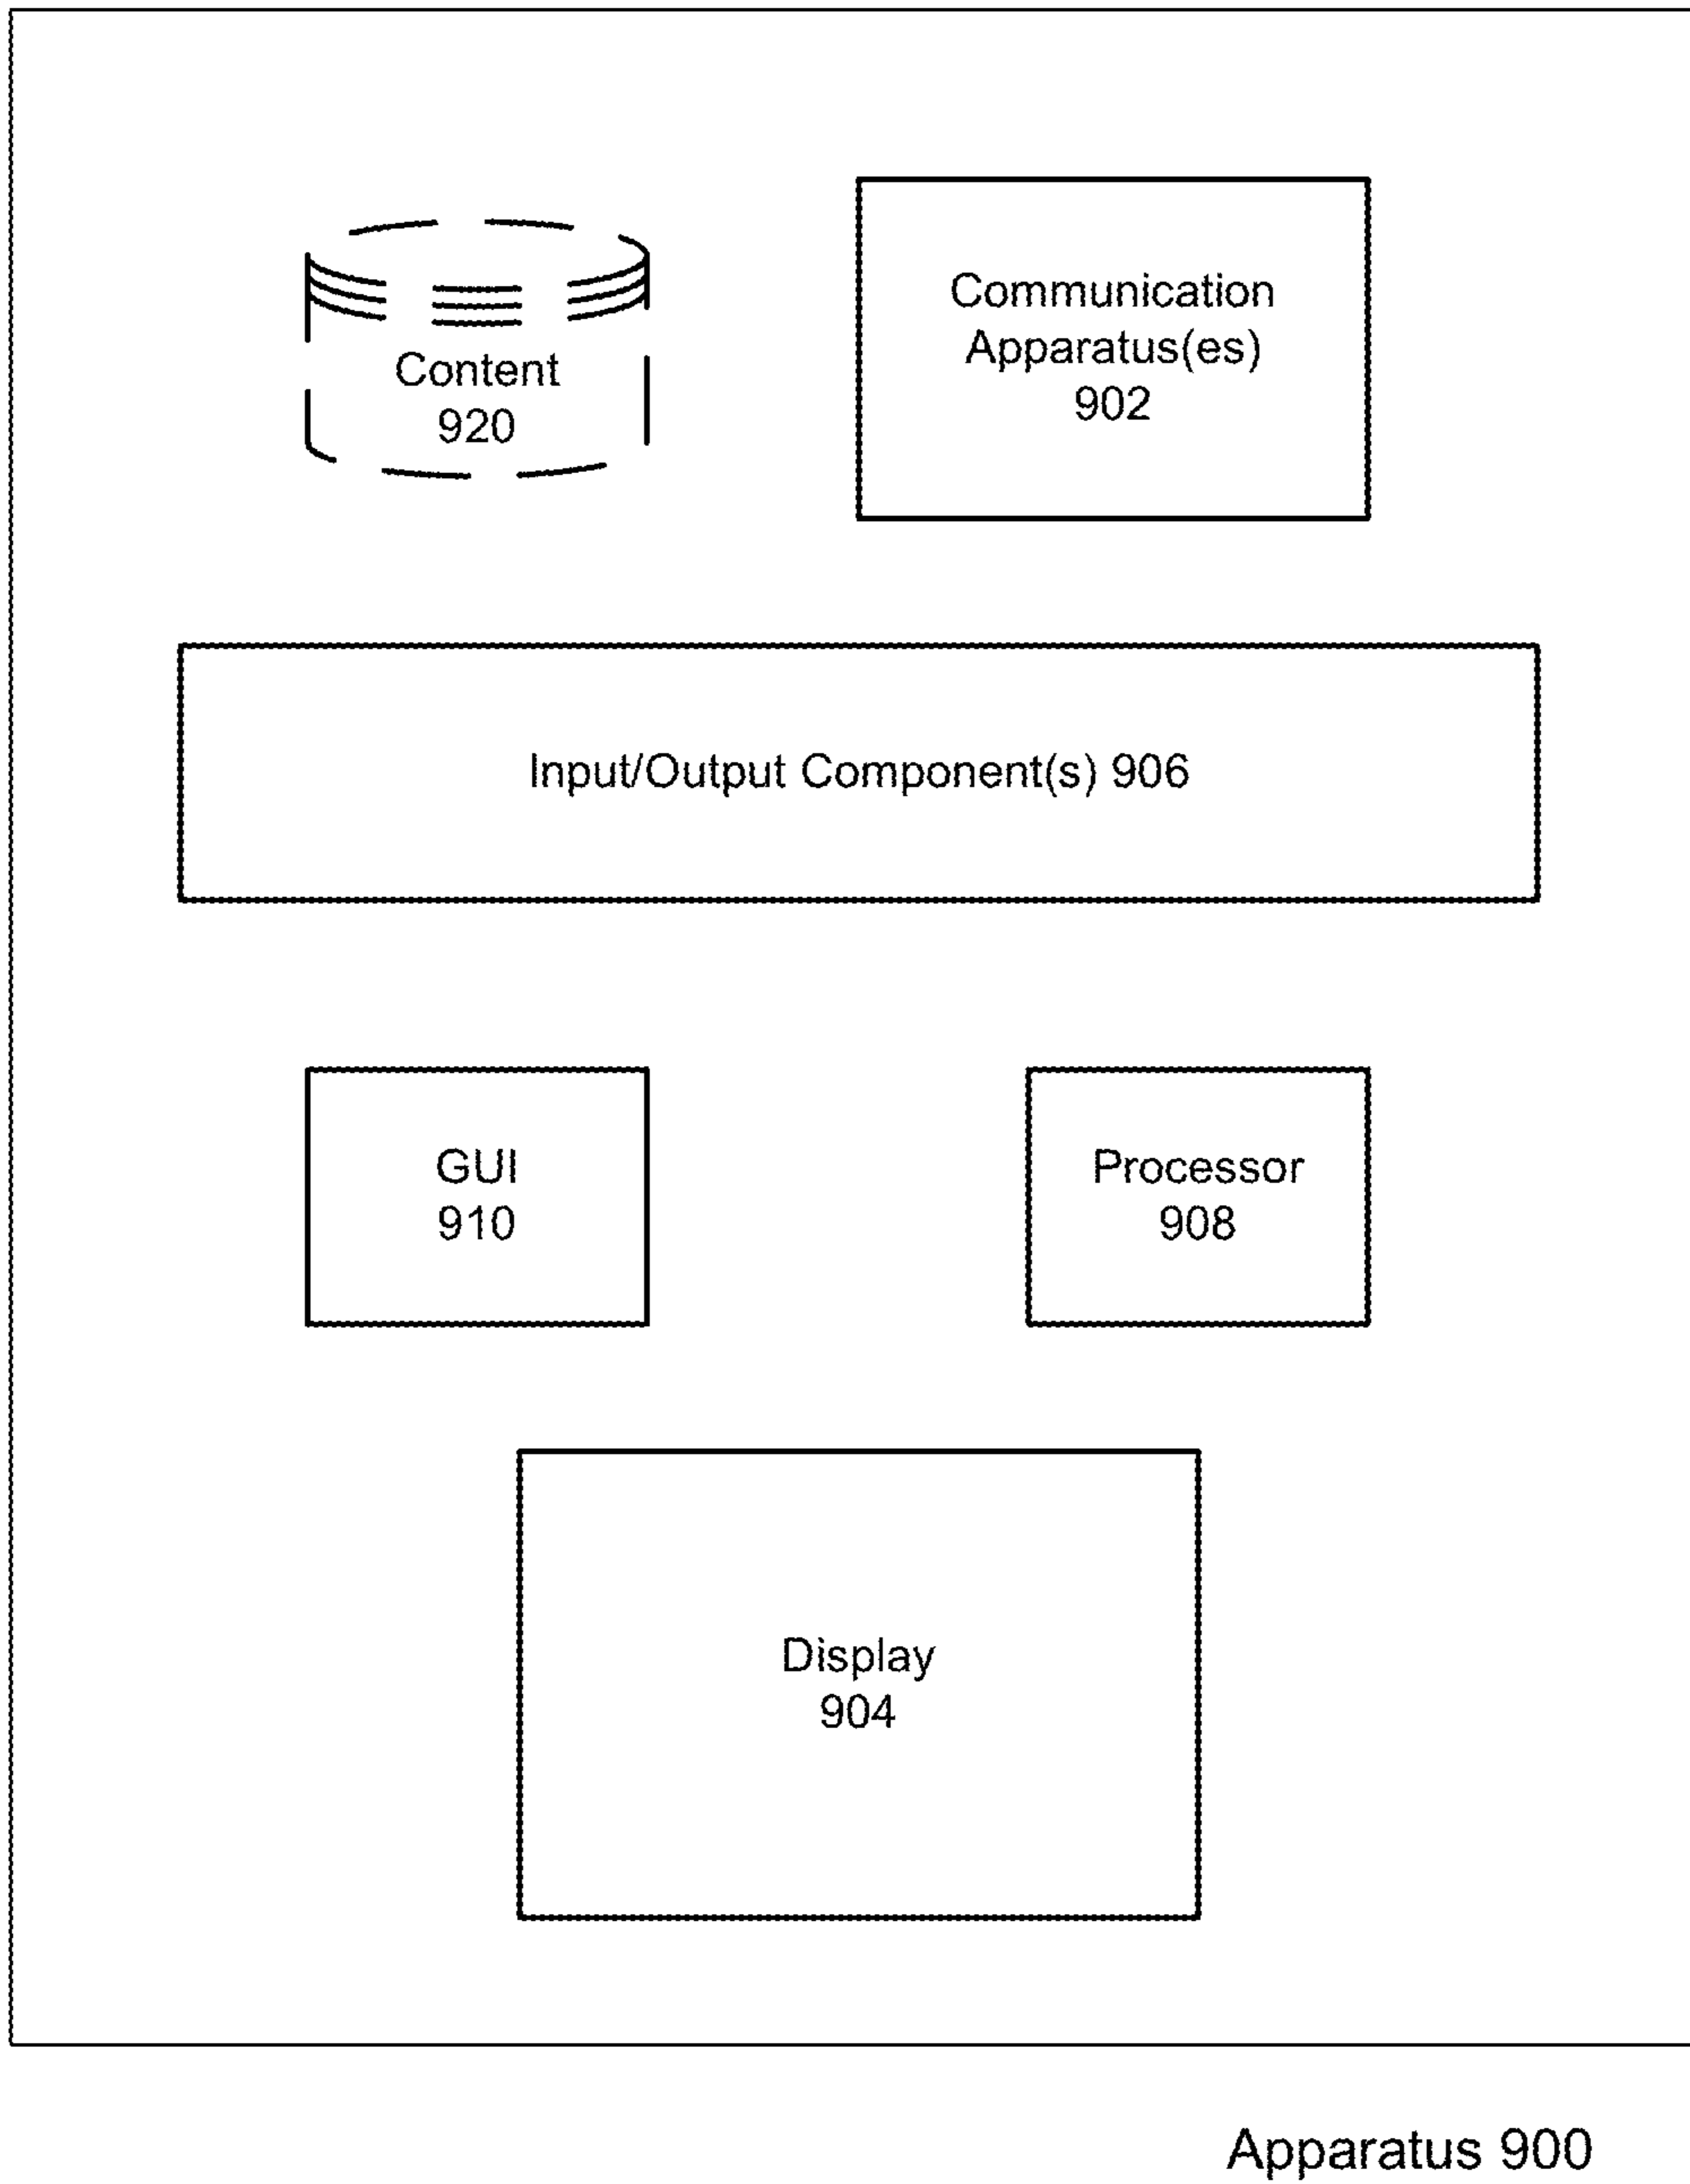 Content
920
Communication
Apparatus(es)
902
Input/Output Component(s) 906
GUI
910
Processor
908
Display
904
Apparatus 900